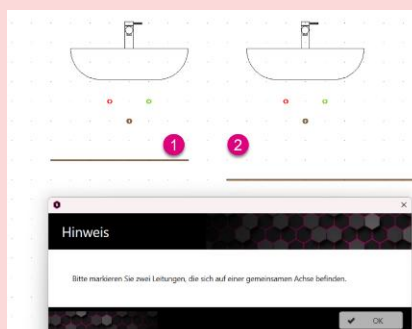 1
2
Hinweis
Bitte markieren Sie zwei Leitungen, die sich auf einer gemeinsamen Achse befinden.
OK